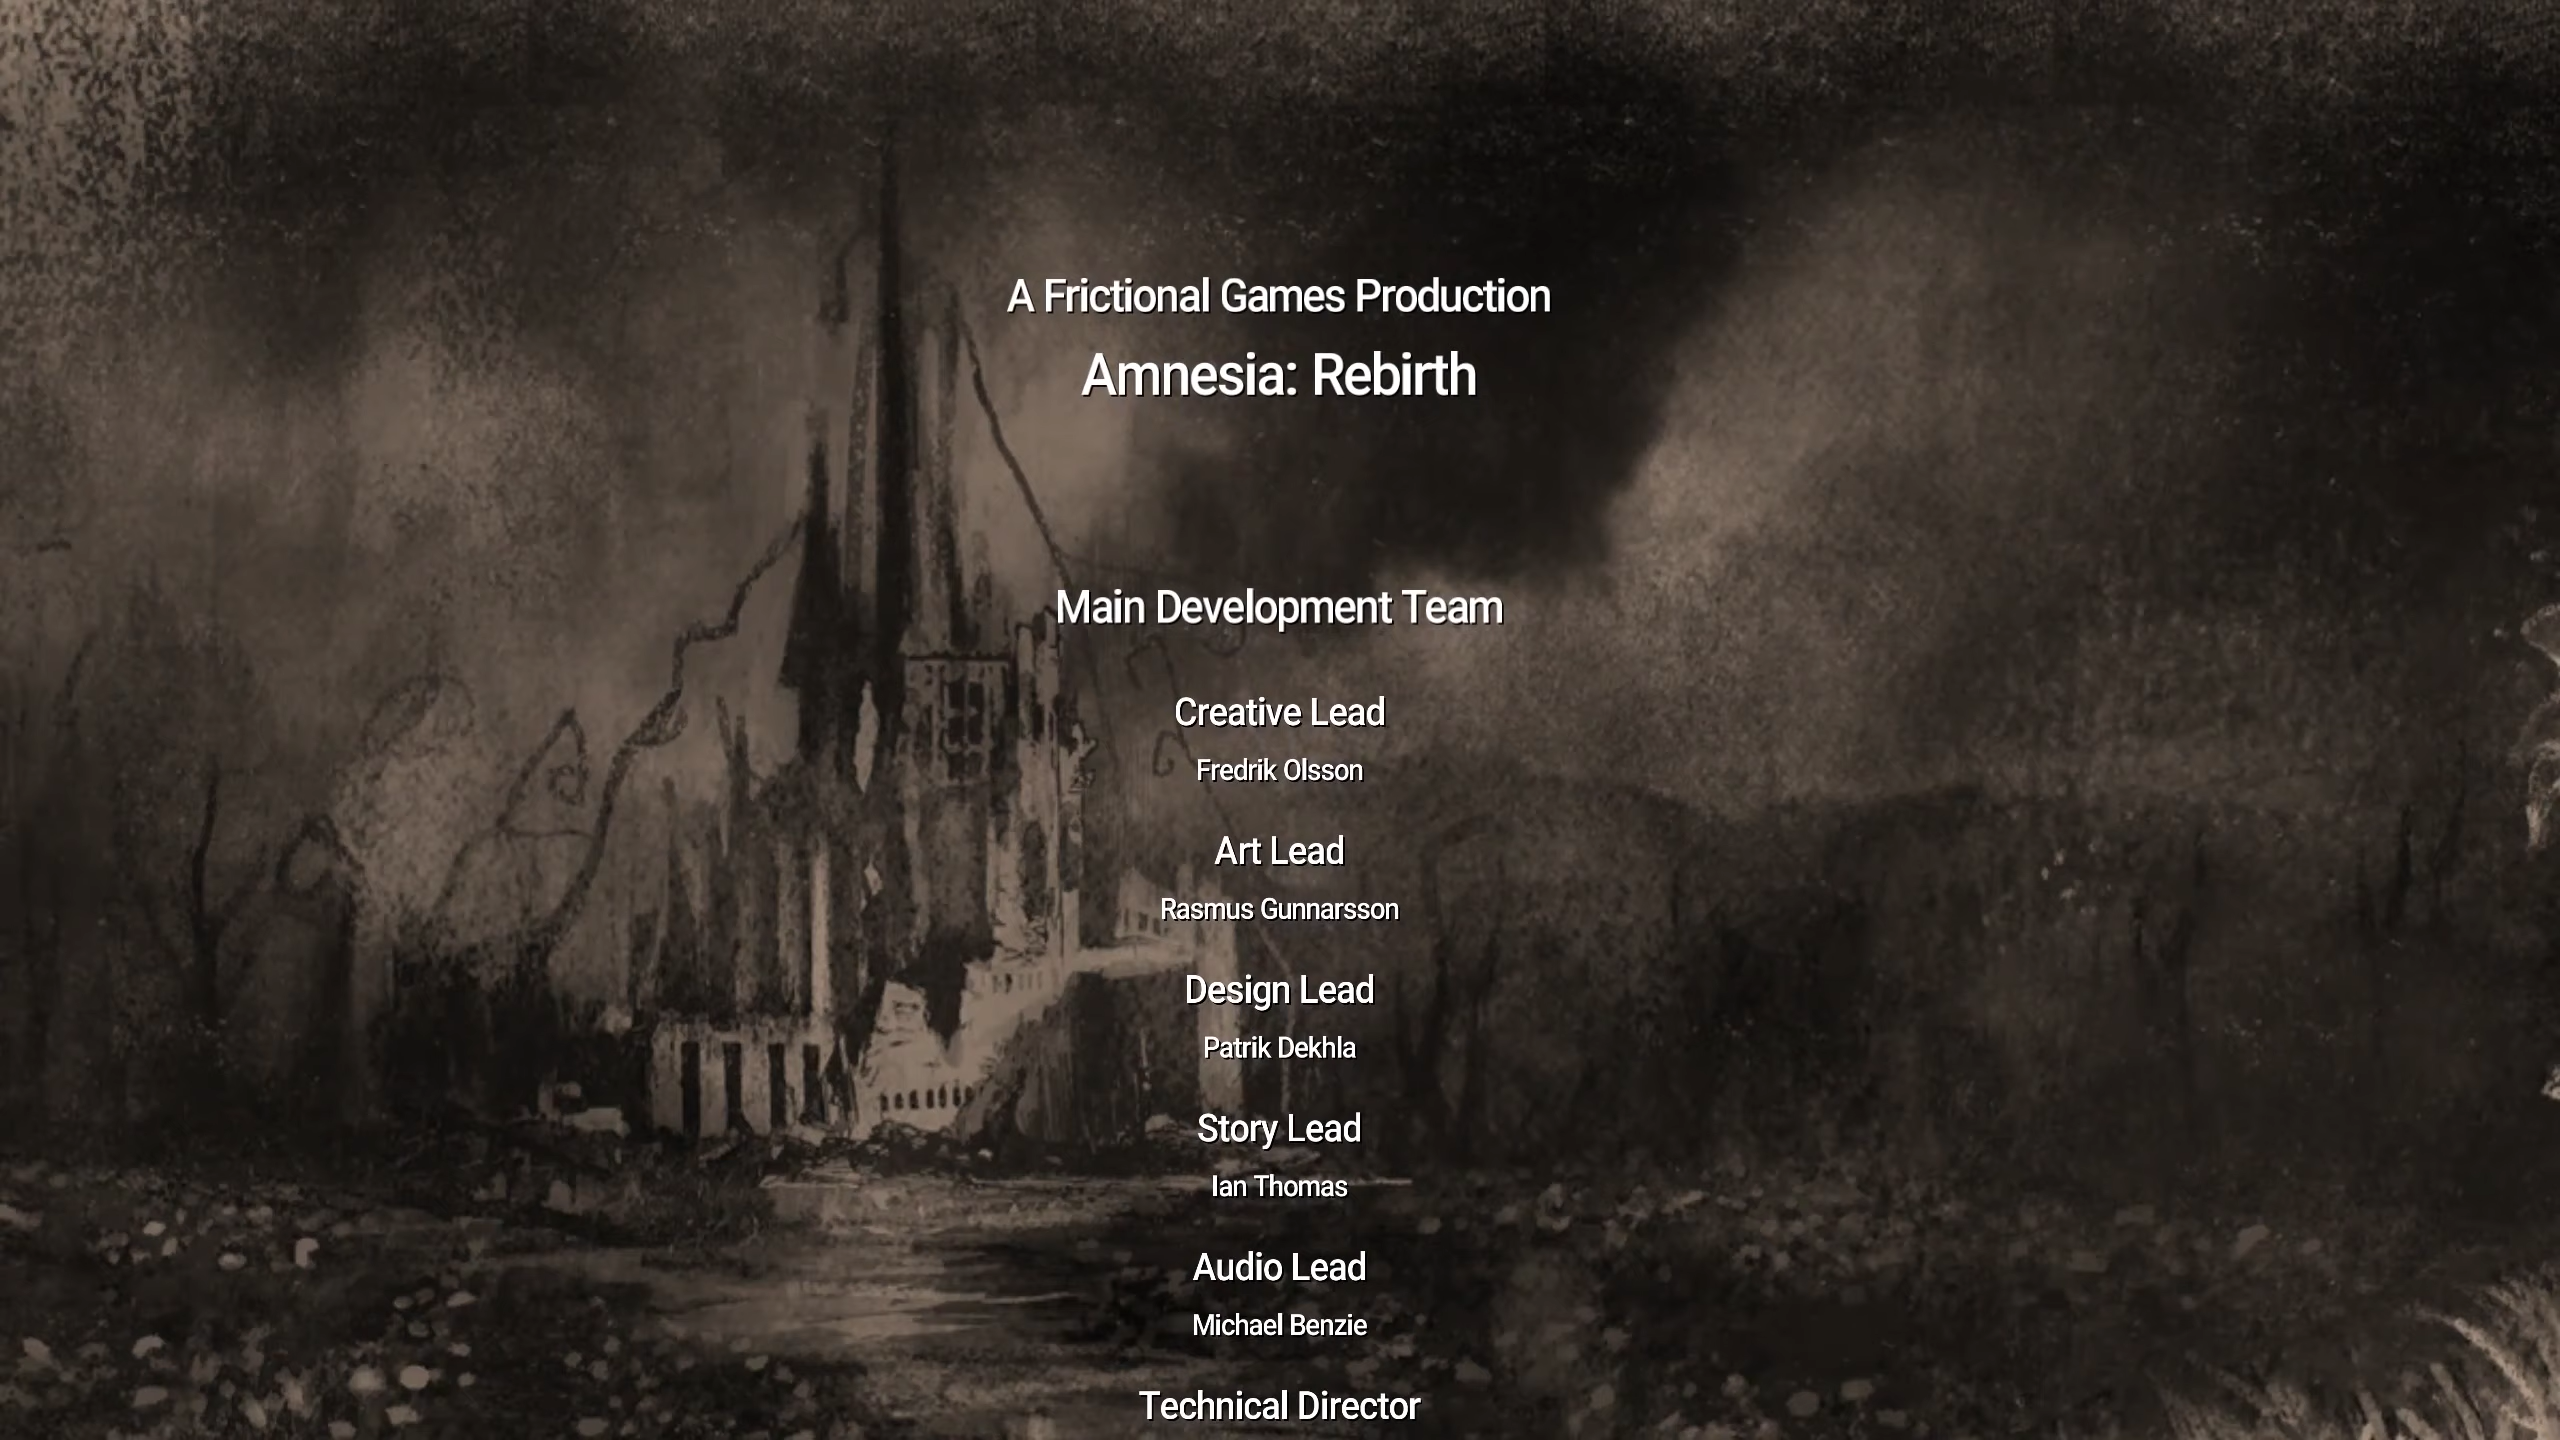 A Frictional Games Production
Amnesia: Rebirth
Main Development Team
Creative Lead
Fredrik Olsson
Art Lead
Rasmus Gunnarsson
Design Lead
Patrik Dekhla
Story Lead
Ian Thomas
Audio Lead
Michael Benzie
Technical Director